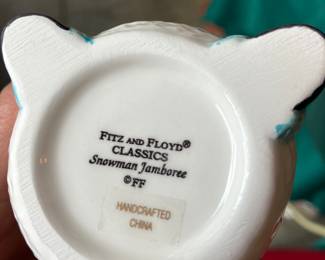 FITZ AND FLOYD®
CLASSICS
Snowman Jamboree
©FF
HANDCRAFTED
CHINA